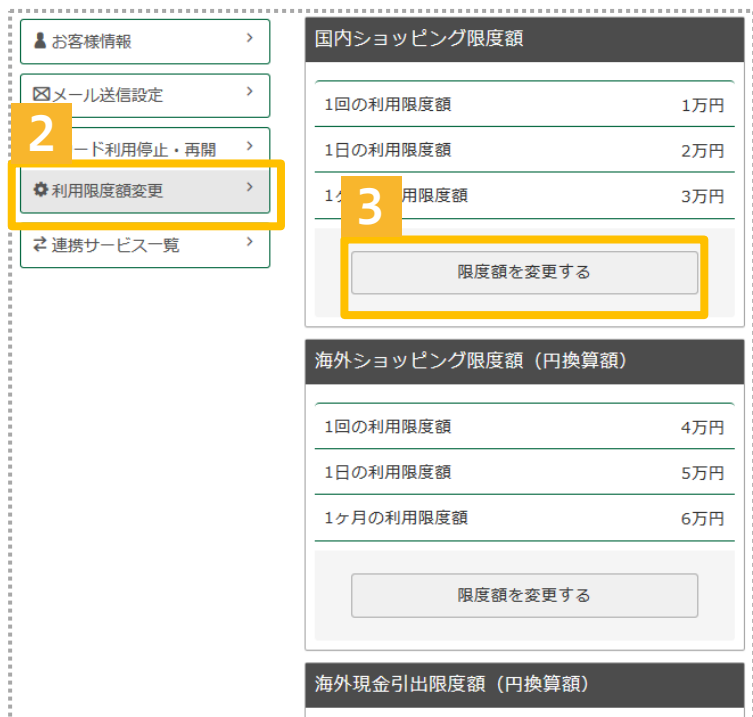 お客様情報
メール送信設定
2
ード利用停止・再開
利用限度額変更
連携サービス一覧
国内ショッピング限度額
1回の利用限度額 1万円
1日の利用限度額 2万円
3
用限度額 3万円
限度額を変更する
海外ショッピング限度額（円換算額）
1回の利用限度額 4万円
1日の利用限度額 5万円
1ヶ月の利用限度額 6万円
限度額を変更する
海外現金引出限度額（円換算額）